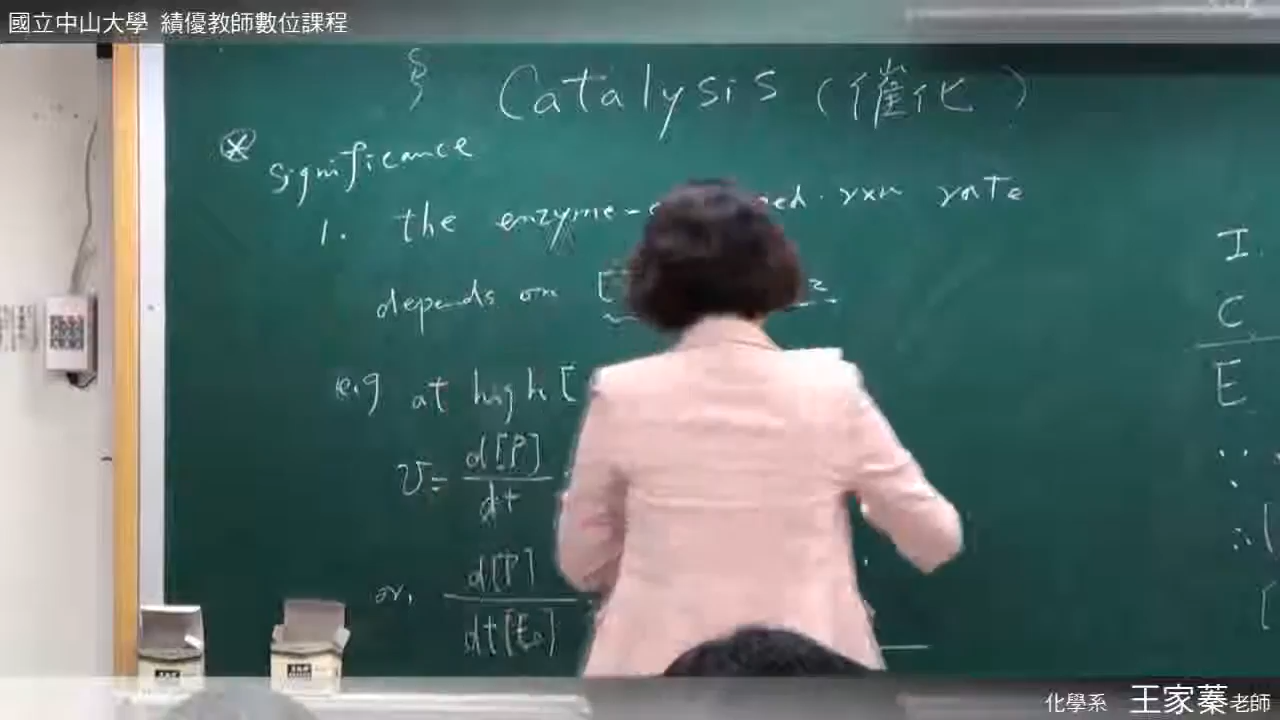 國立中山大學 績優教師數位課程
§ Catalysis (催化)
⊛ Significance
1. the enzyme- rxn rate
depends on [
e.g at high [
v = d[P]
dt
or, d[P]
dt[E₀]
I.
C
E
∵
∴
化學系 王家蓁老師